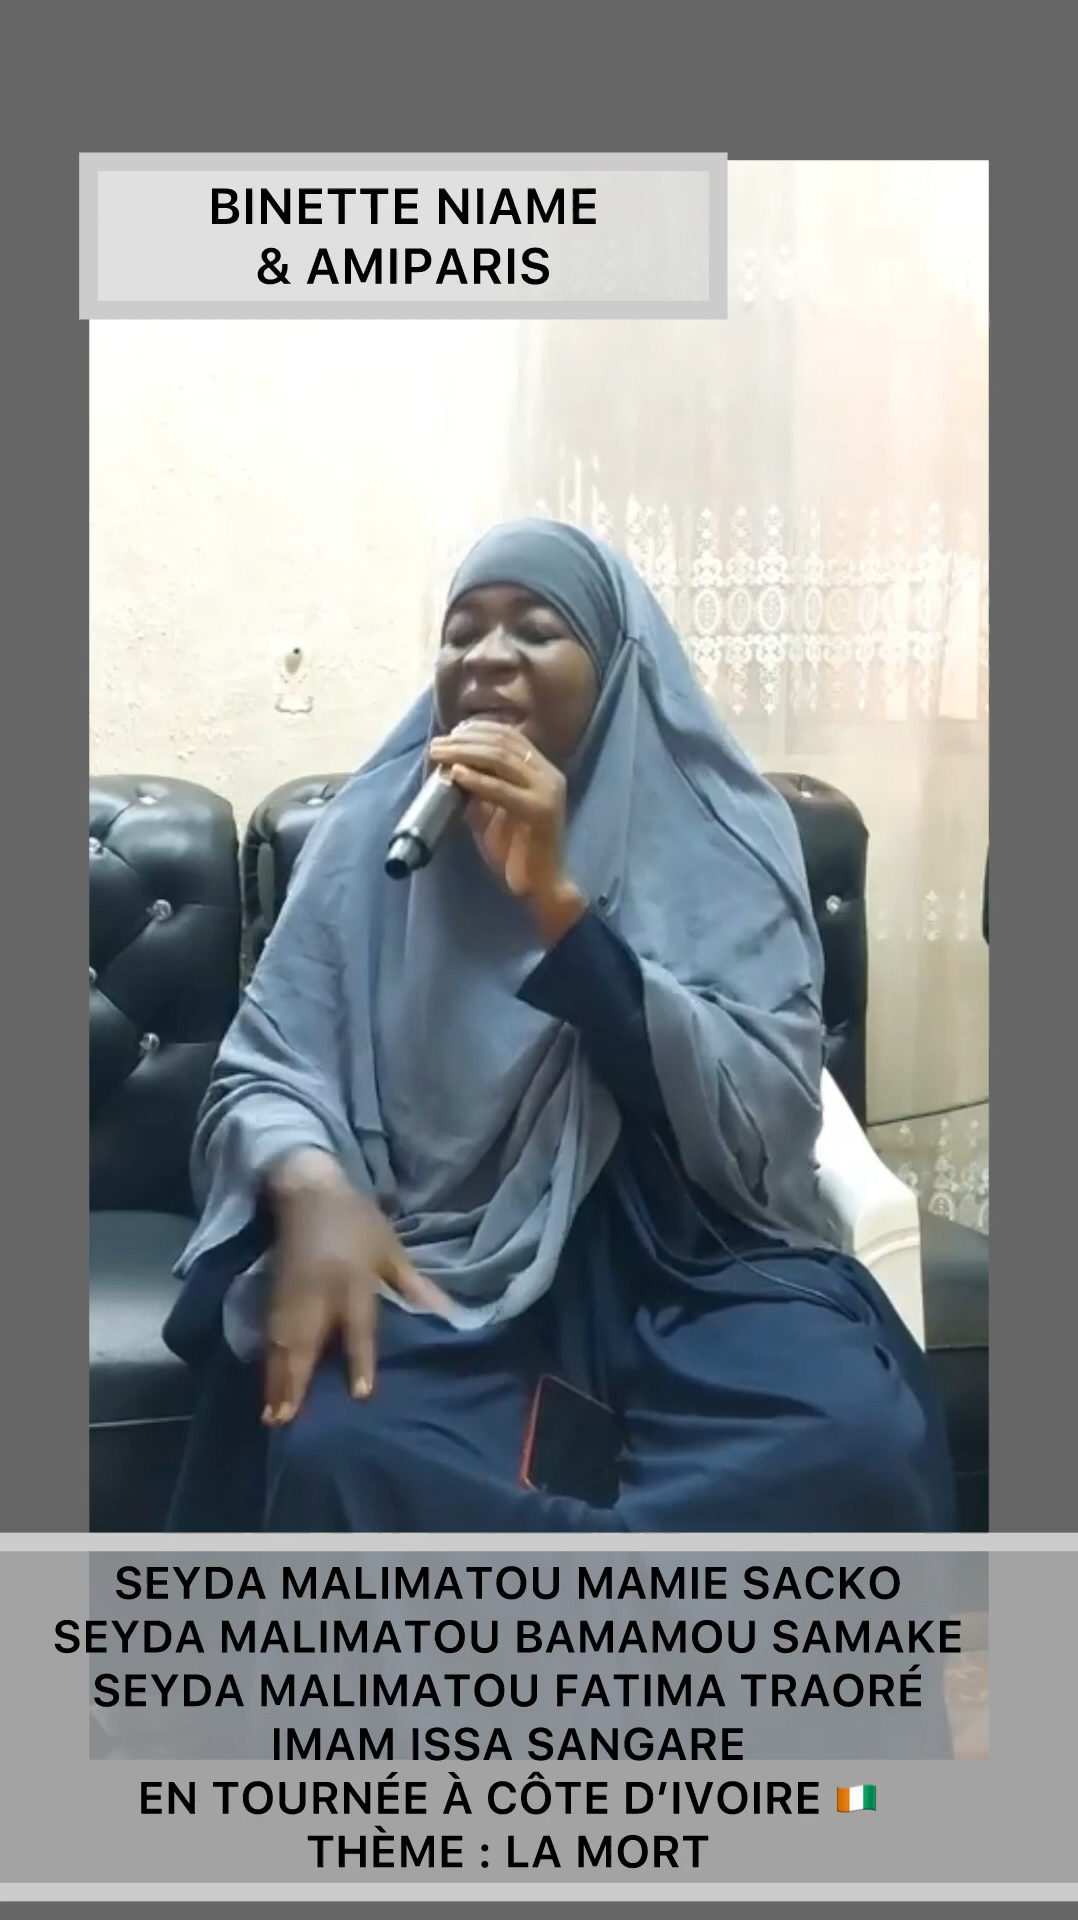 BINETTE NIAME
& AMIPARIS
SEYDA MALIMATOU MAMIE SACKO
SEYDA MALIMATOU BAMAMOU SAMAKE
SEYDA MALIMATOU FATIMA TRAORÉ
IMAM ISSA SANGARE
EN TOURNÉE À CÔTE D’IVOIRE 🇨🇮
THÈME : LA MORT